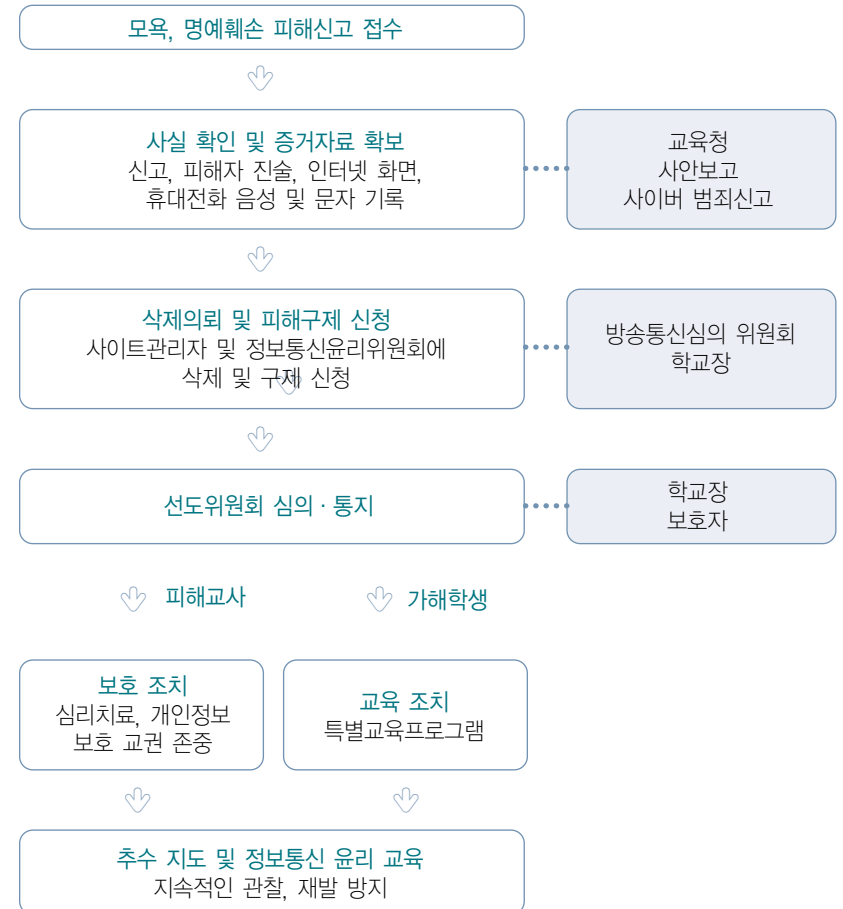 모욕, 명예훼손 피해신고 접수
사실 확인 및 증거자료 확보
신고, 피해자 진술, 인터넷 화면,
휴대전화 음성 및 문자 기록
교육청
사안보고
사이버 범죄신고
삭제의뢰 및 피해구제 신청
사이트관리자 및 정보통신윤리위원회에
삭제 및 구제 신청
방송통신심의 위원회
학교장
선도위원회 심의·통지
학교장
보호자
피해교사
가해학생
보호 조치
심리치료, 개인정보
보호 교권 존중
교육 조치
특별교육프로그램
추수 지도 및 정보통신 윤리 교육
지속적인 관찰, 재발 방지